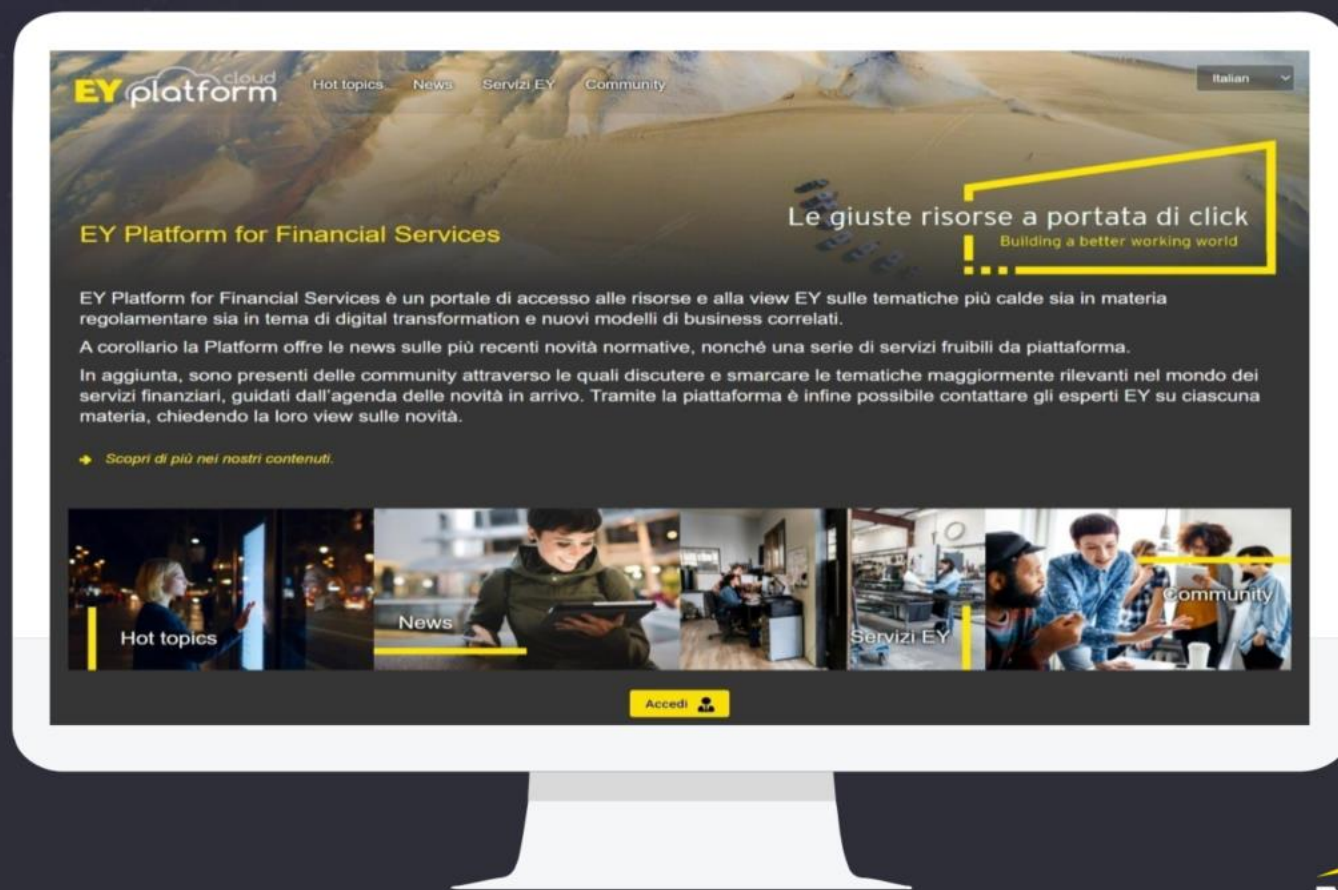 EY platform
cloud
Hot topics
News
Servizi EY
Community
Italian
Le giuste risorse a portata di click
Building a better working world
EY Platform for Financial Services
EY Platform for Financial Services è un portale di accesso alle risorse e alla view EY sulle tematiche più calde sia in materia
regolamentare sia in tema di digital transformation e nuovi modelli di business correlati.
A corollario la Platform offre le news sulle più recenti novità normative, nonché una serie di servizi fruibili da piattaforma.
In aggiunta, sono presenti delle community attraverso le quali discutere e smarcare le tematiche maggiormente rilevanti nel mondo dei
servizi finanziari, guidati dall'agenda delle novità in arrivo. Tramite la piattaforma è infine possibile contattare gli esperti EY su ciascuna
materia, chiedendo la loro view sulle novità.
Scopri di più nei nostri contenuti.
Hot topics
News
Servizi EY
Community
Accedi